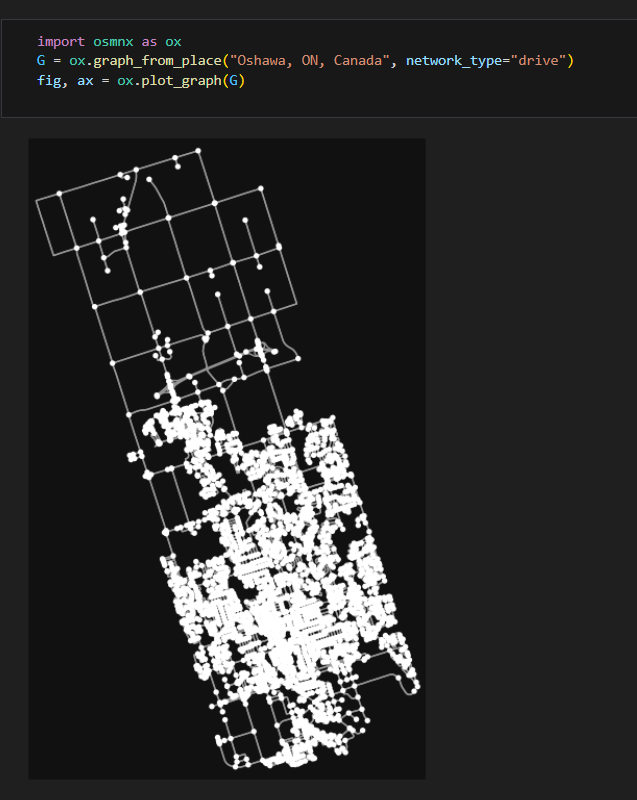 import osmnx as ox
G = ox.graph_from_place("Oshawa, ON, Canada", network_type="drive")
fig, ax = ox.plot_graph(G)